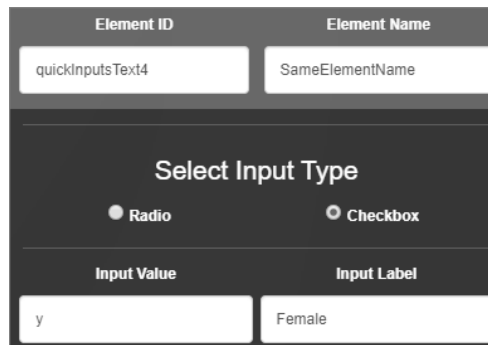 Element ID Element Name
quickInputsText4 SameElementName
Select Input Type
Radio Checkbox
Input Value Input Label
y Female